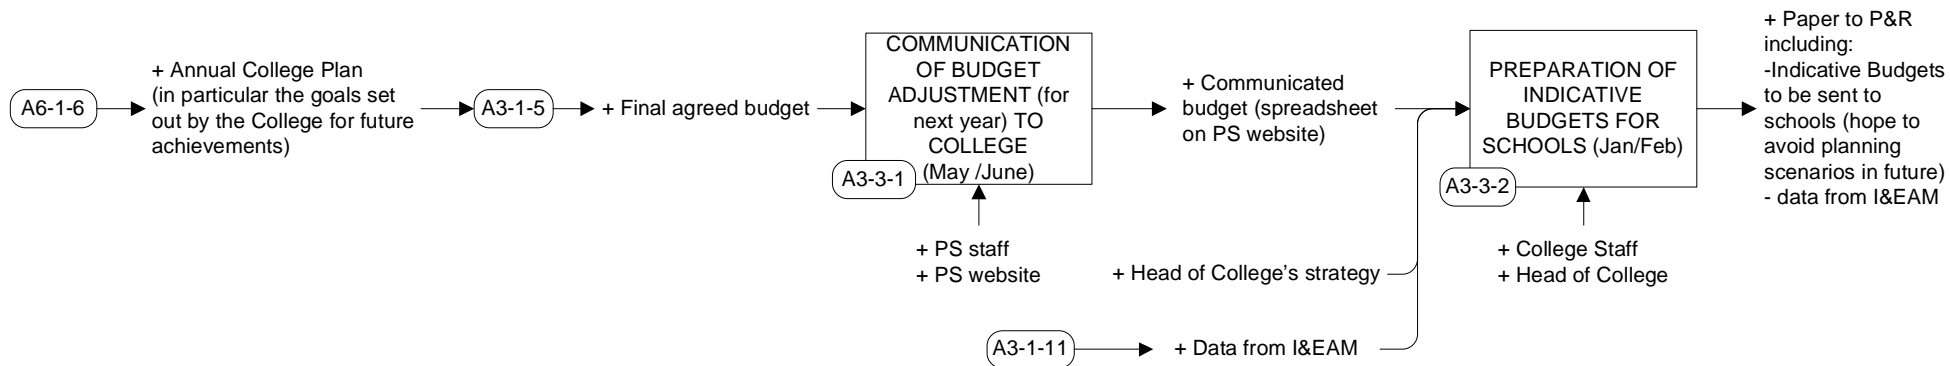 A6-1-6
+ Annual College Plan
(in particular the goals set
out by the College for future
achievements)
A3-1-5
+ Final agreed budget
COMMUNICATION
OF BUDGET
ADJUSTMENT (for
next year) TO
COLLEGE
(May /June)
A3-3-1
+ PS staff
+ PS website
+ Communicated
budget (spreadsheet
on PS website)
+ Head of College’s strategy
A3-1-11
+ Data from I&EAM
PREPARATION OF
INDICATIVE
BUDGETS FOR
SCHOOLS (Jan/Feb)
A3-3-2
+ College Staff
+ Head of College
+ Paper to P&R
including:
-Indicative Budgets
to be sent to
schools (hope to
avoid planning
scenarios in future)
- data from I&EAM